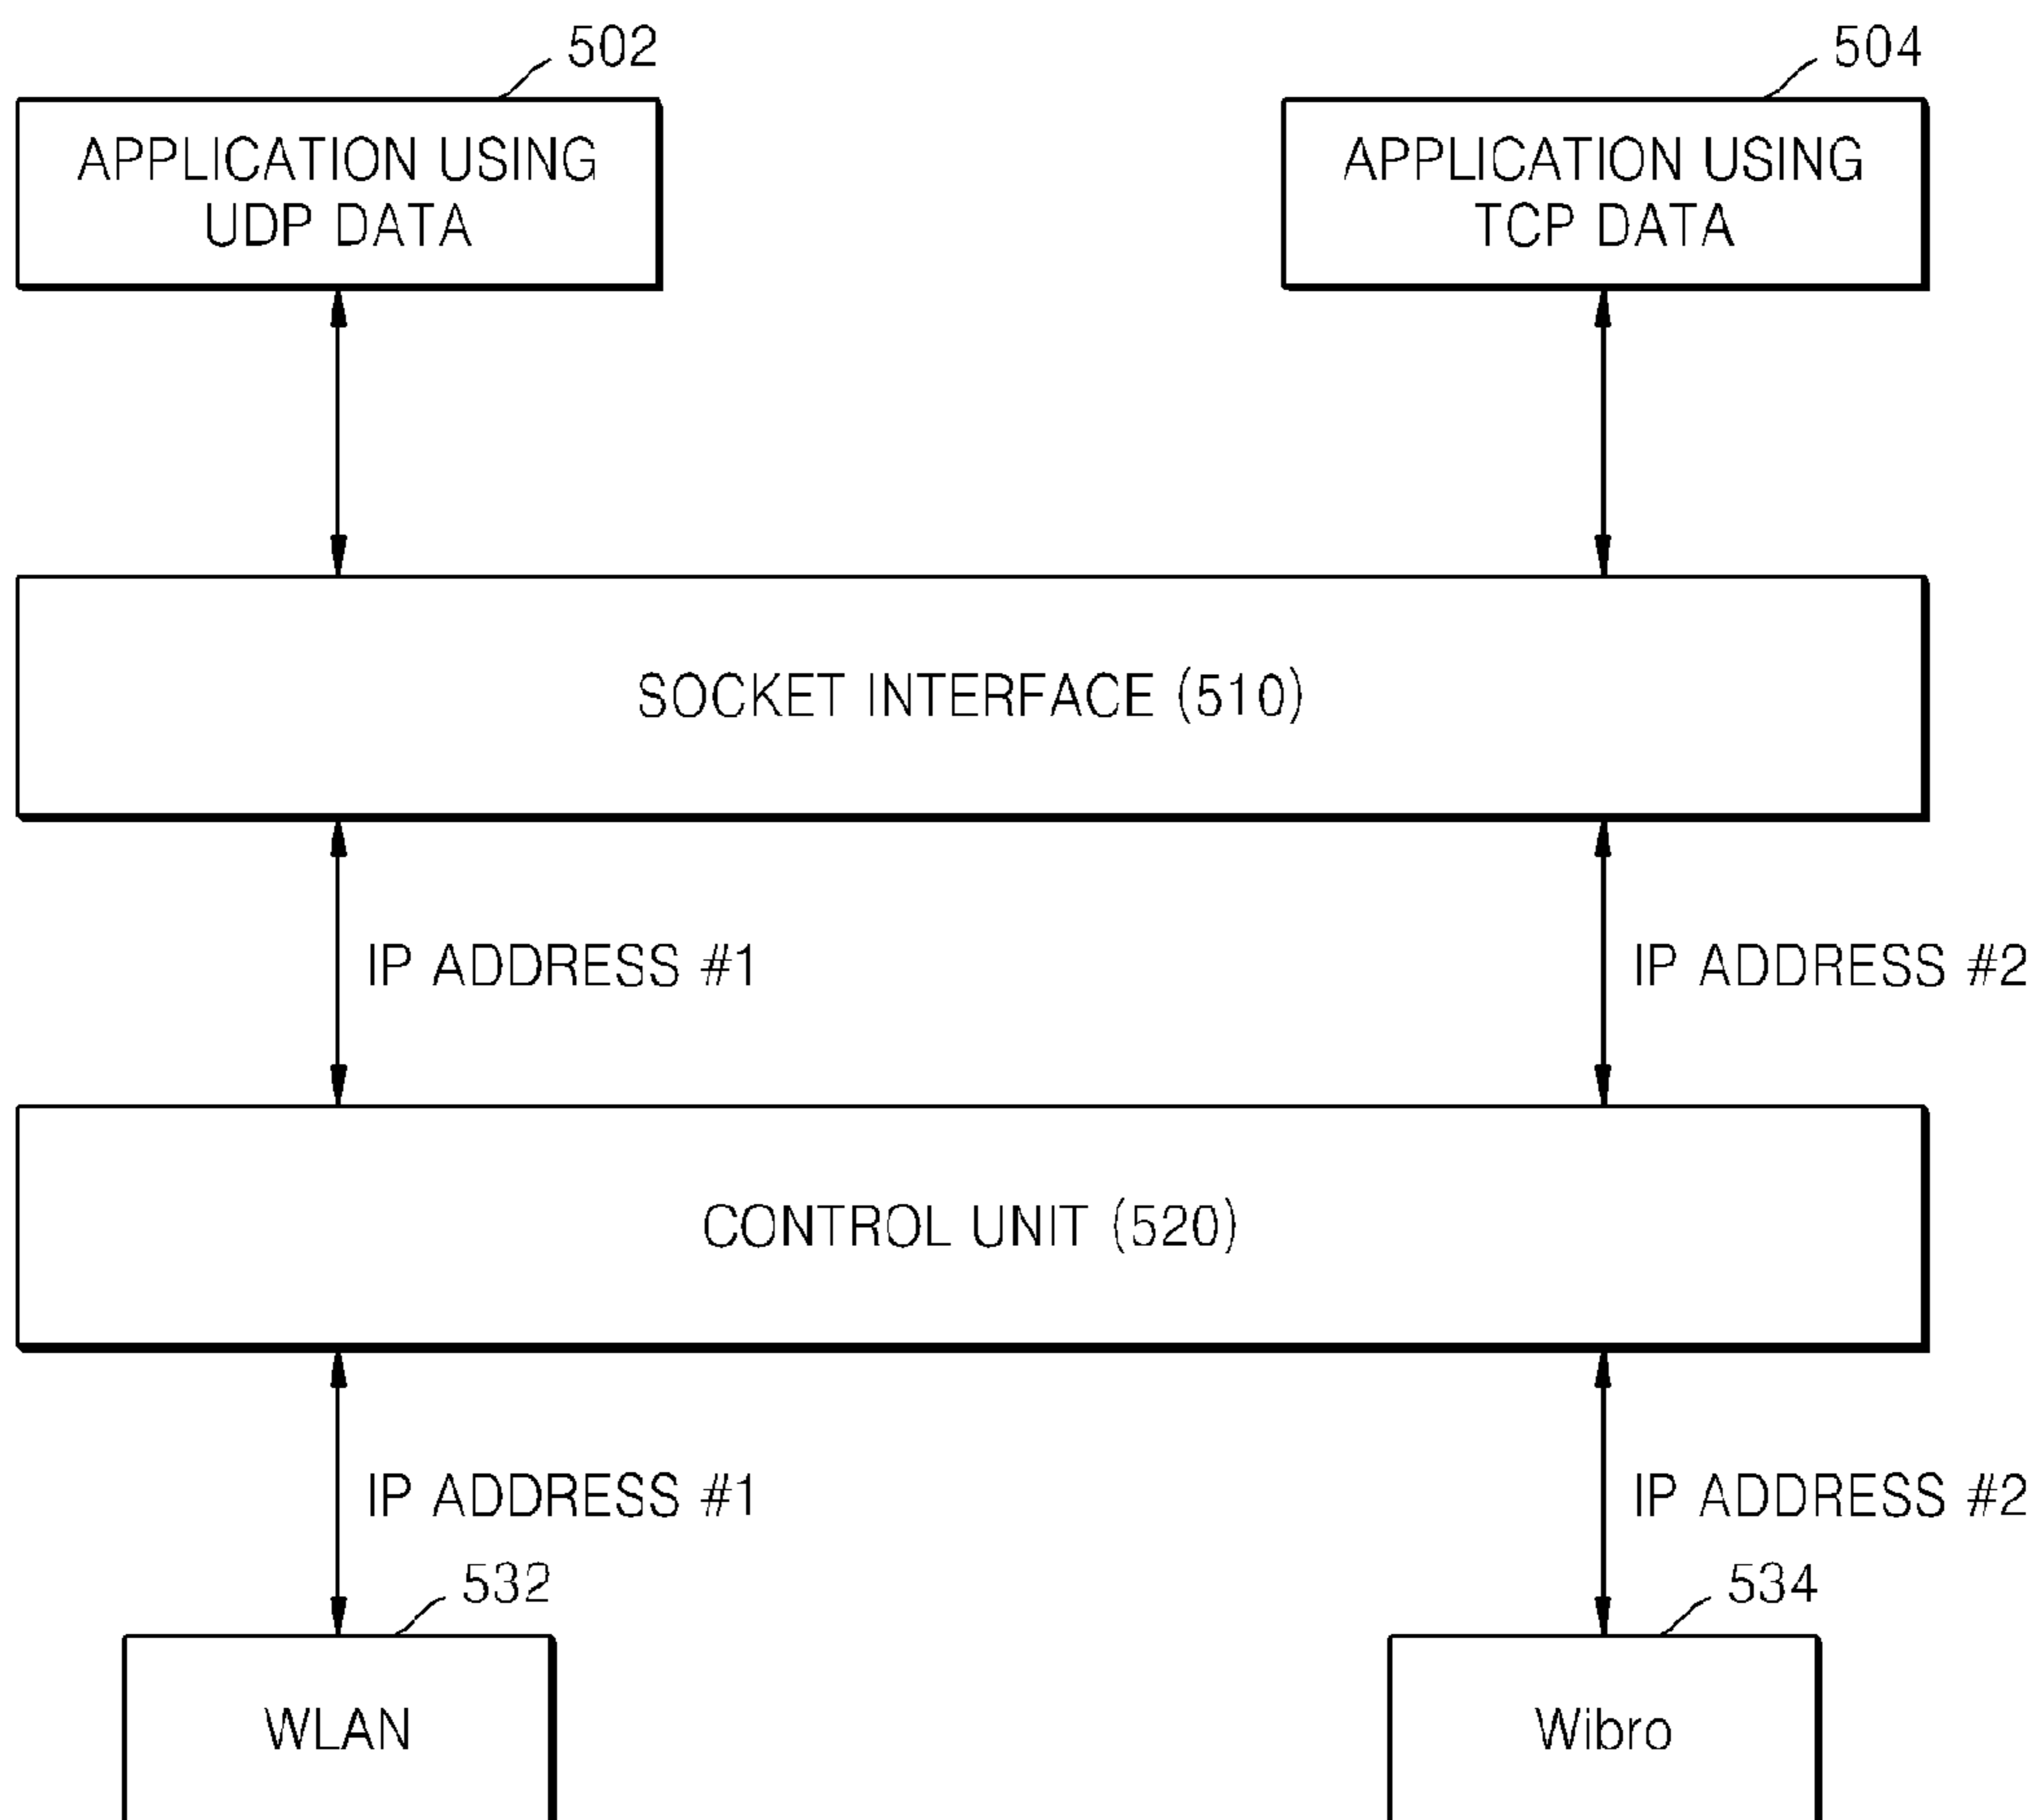 502
504
APPLICATION USING
UDP DATA
APPLICATION USING
TCP DATA
SOCKET INTERFACE (510)
IP ADDRESS #1
IP ADDRESS #2
CONTROL UNIT (520)
IP ADDRESS #1
IP ADDRESS #2
532
534
WLAN
Wibro